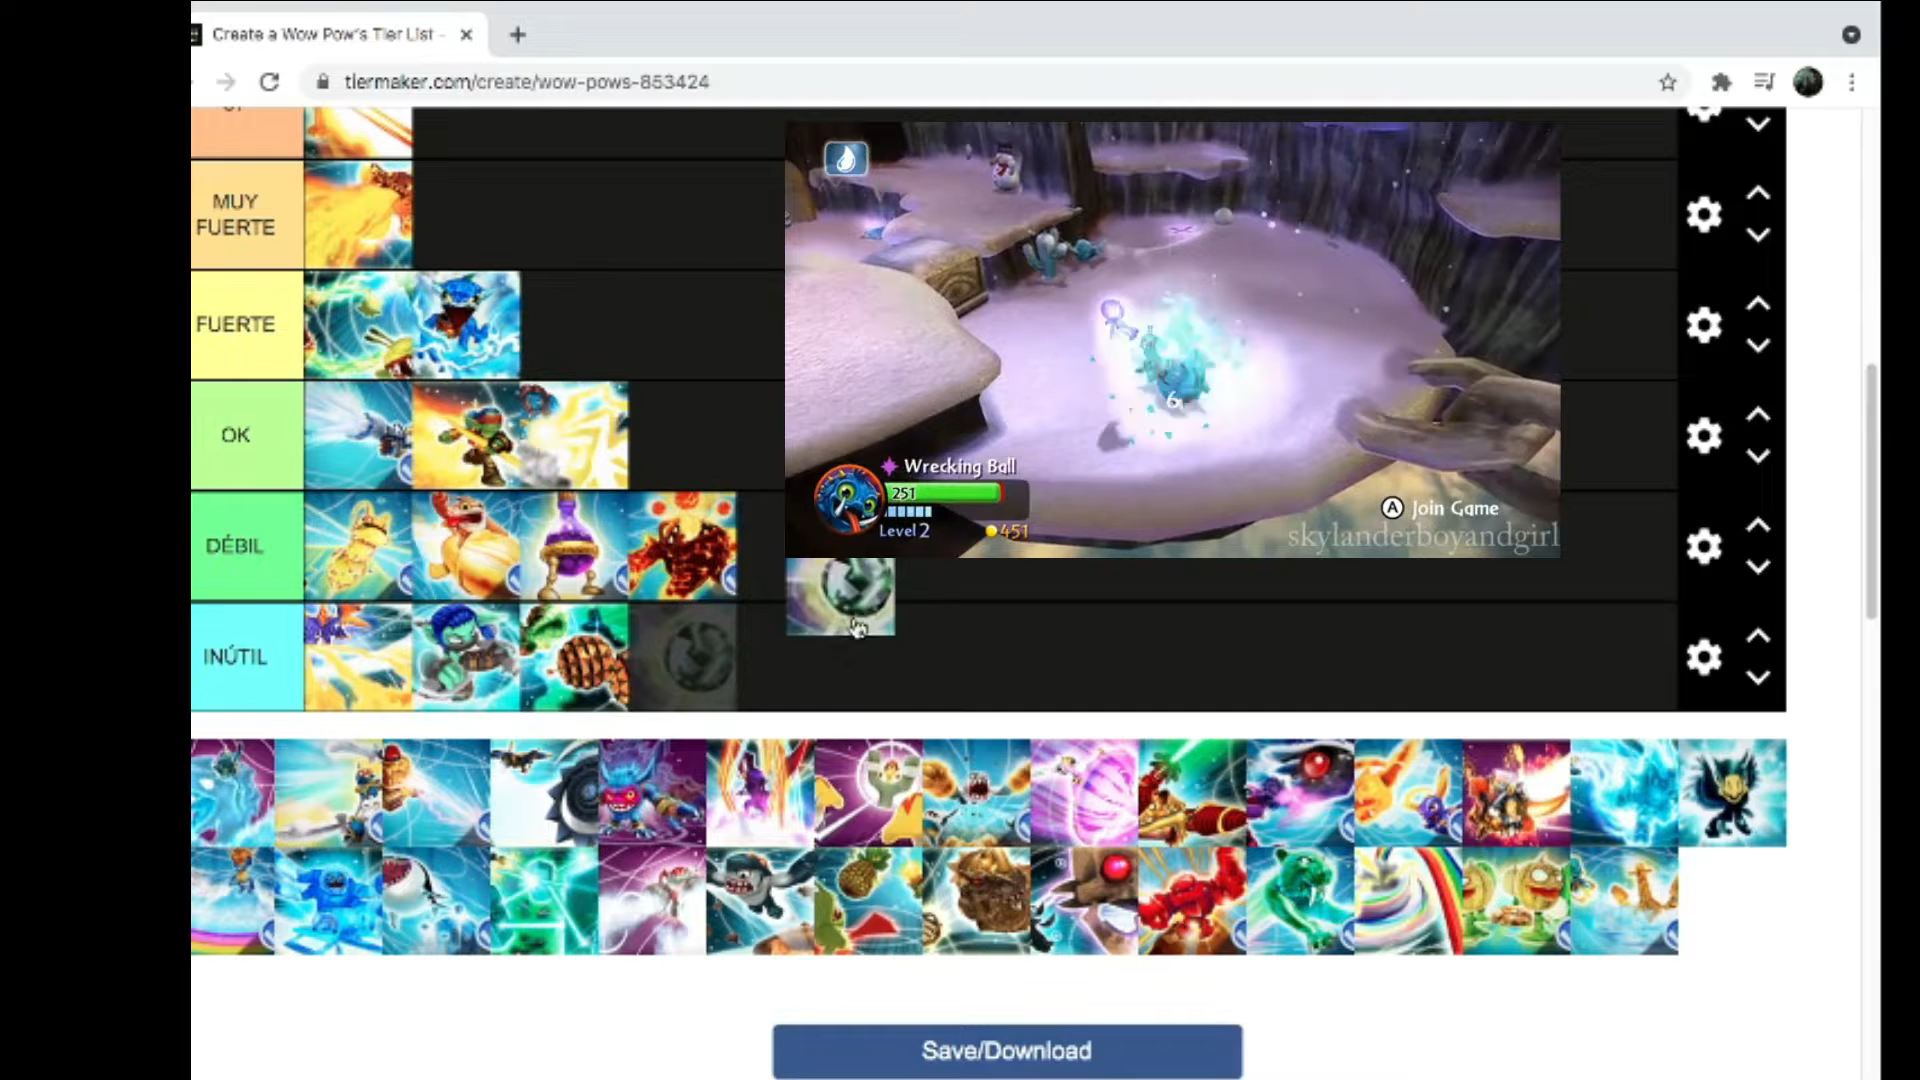 Create a Wow Pow's Tier List -
tiermaker.com/create/wow-pows-853424
MUY
FUERTE
FUERTE
OK
DÉBIL
INÚTIL
6
Wrecking Ball
251
Level 2
451
A Join Game
skylanderboyandgirl
Save/Download